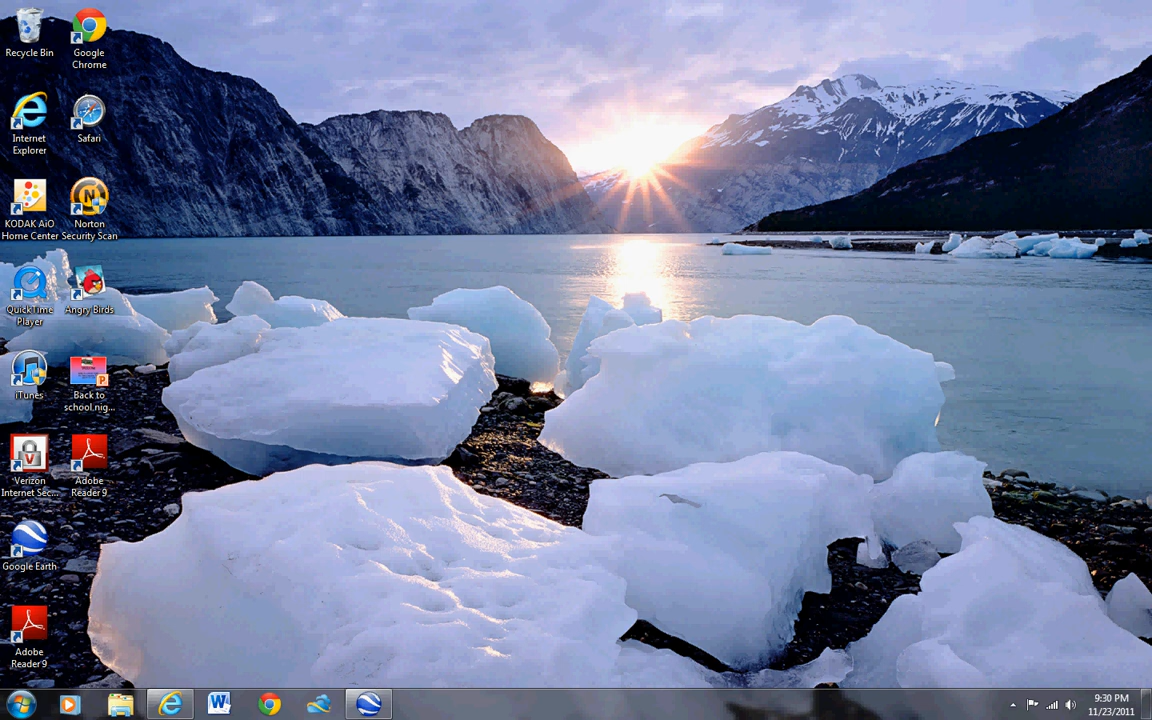 Recycle Bin
Google
Chrome
Internet
Explorer
Safari
KODAK AiO
Home Center
Norton
Security Scan
QuickTime
Player
Angry Birds
iTunes
Back to
school.nig...
Verizon
Internet Sec...
Adobe
Reader 9
Google Earth
Adobe
Reader 9
9:30 PM
11/23/2011